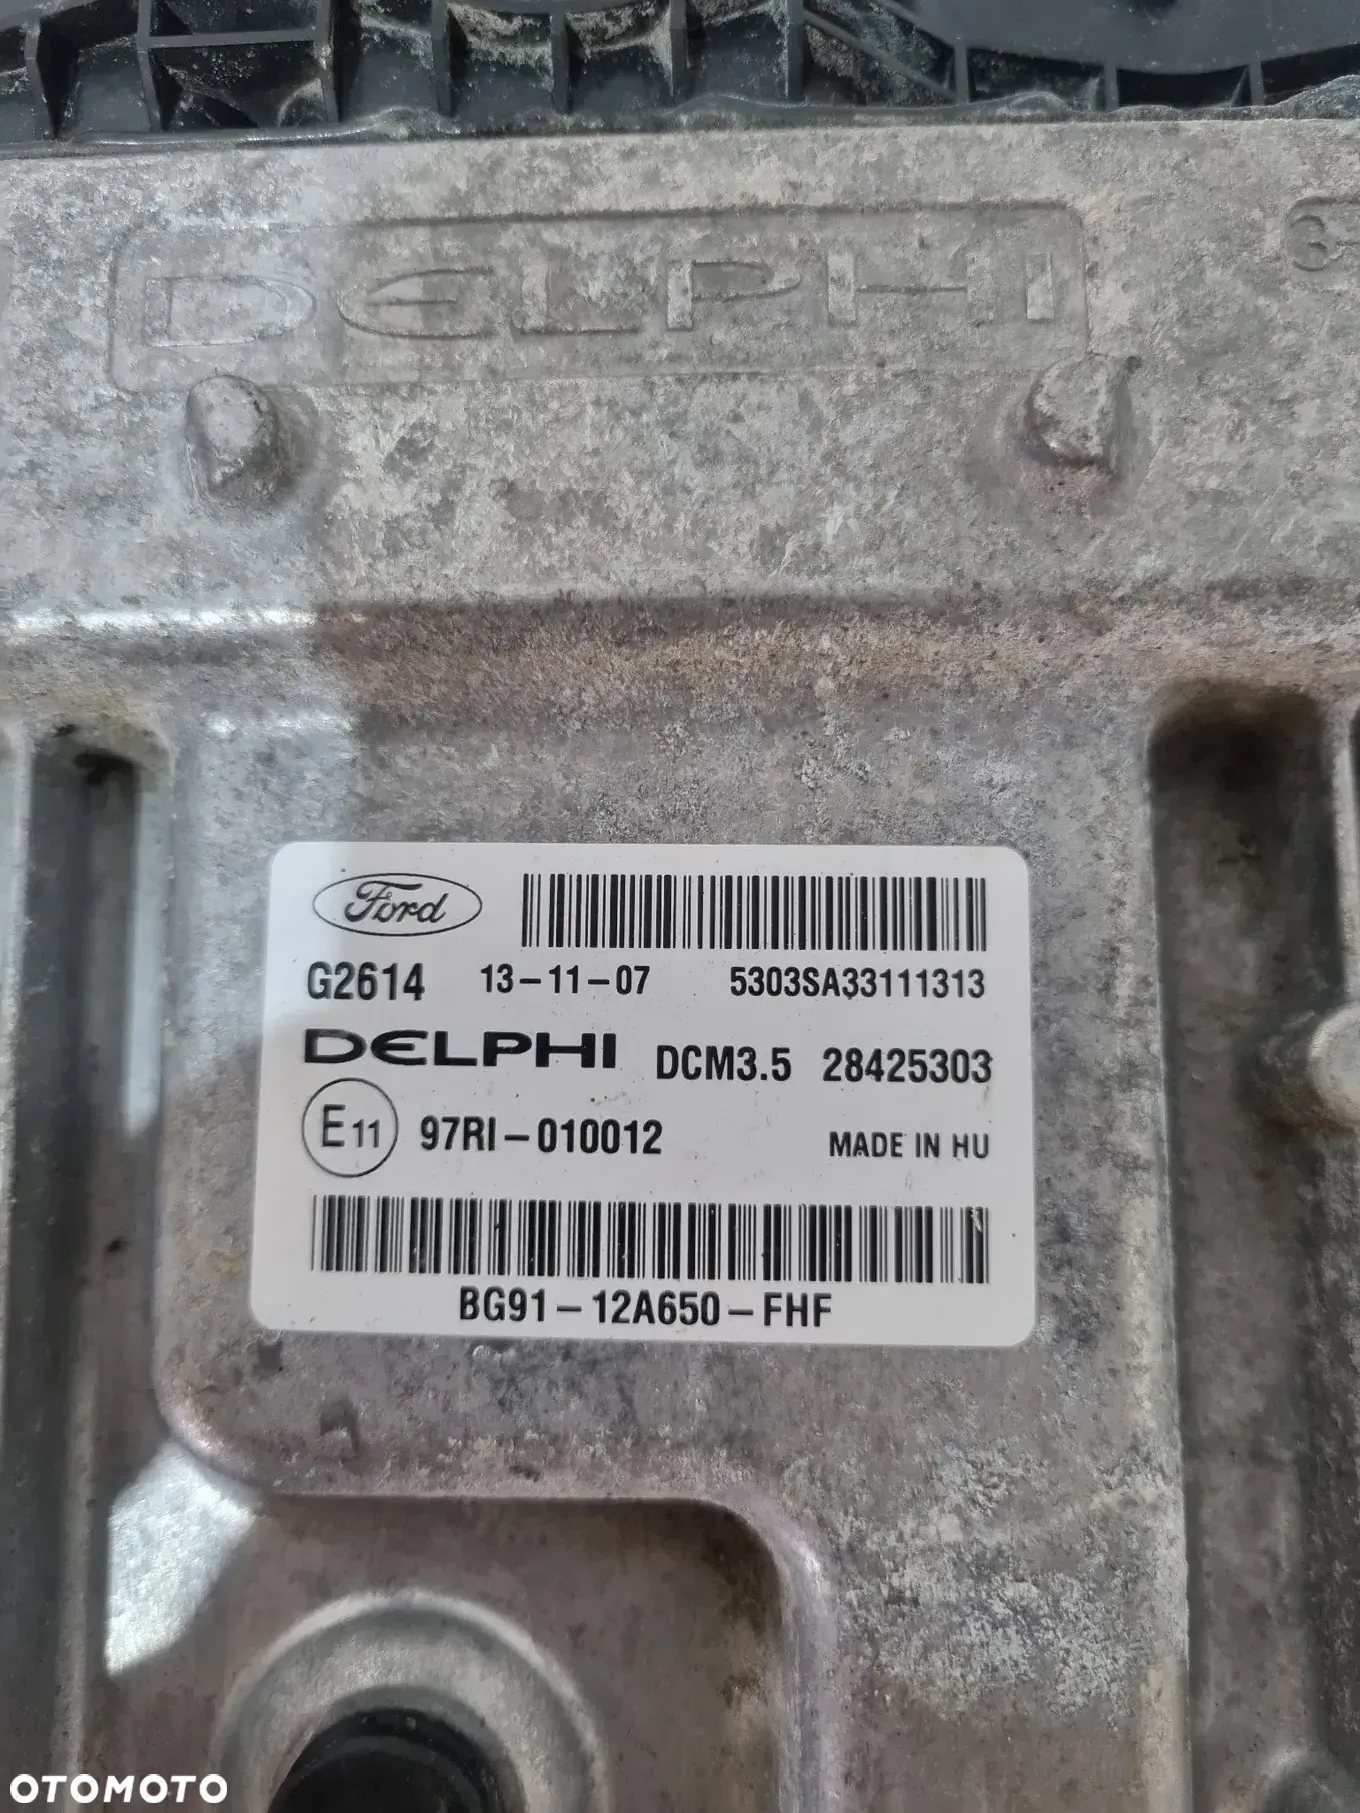 DELPHI
Ford
G2614 13-11-07 5303SA33111313
DELPHI DCM3.5 28425303
E11 97RI-010012 MADE IN HU
BG91-12A650-FHF
OTOMOTO